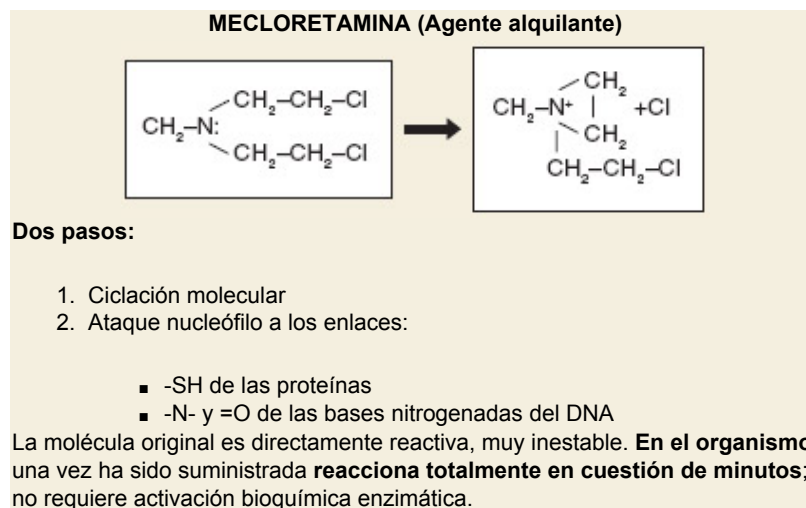 MECLORETAMINA (Agente alquilante)
CH₂–CH₂–Cl
CH₂–N:
CH₂–CH₂–Cl
CH₂
CH₂–N⁺ +Cl
CH₂
CH₂–CH₂–Cl
Dos pasos:
1. Ciclación molecular
2. Ataque nucleófilo a los enlaces:
▪ -SH de las proteínas
▪ -N- y =O de las bases nitrogenadas del DNA
La molécula original es directamente reactiva, muy inestable. En el organismo
una vez ha sido suministrada reacciona totalmente en cuestión de minutos;
no requiere activación bioquímica enzimática.